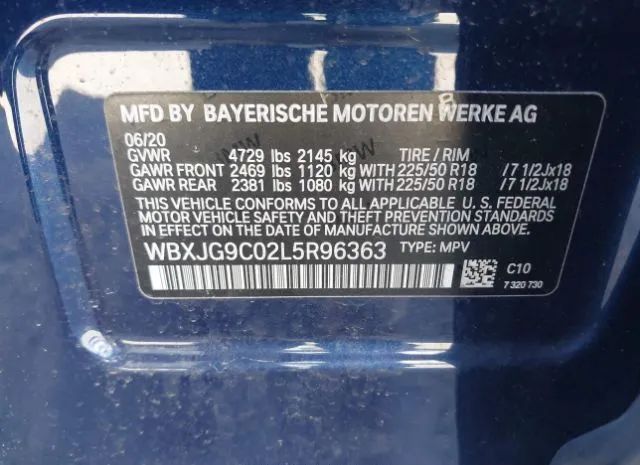 MFD BY BAYERISCHE MOTOREN WERKE AG
06/20
GVWR 4729 lbs 2145 kg TIRE / RIM
GAWR FRONT 2469 lbs 1120 kg WITH 225/50 R18 /7 1/2Jx18
GAWR REAR 2381 lbs 1080 kg WITH 225/50 R18 /7 1/2Jx18
THIS VEHICLE CONFORMS TO ALL APPLICABLE U. S. FEDERAL
MOTOR VEHICLE SAFETY AND THEFT PREVENTION STANDARDS IN
EFFECT ON THE DATE OF MANUFACTURE SHOWN ABOVE.
WBXJG9C02L5R96363 TYPE: MPV
C10
7 320 730